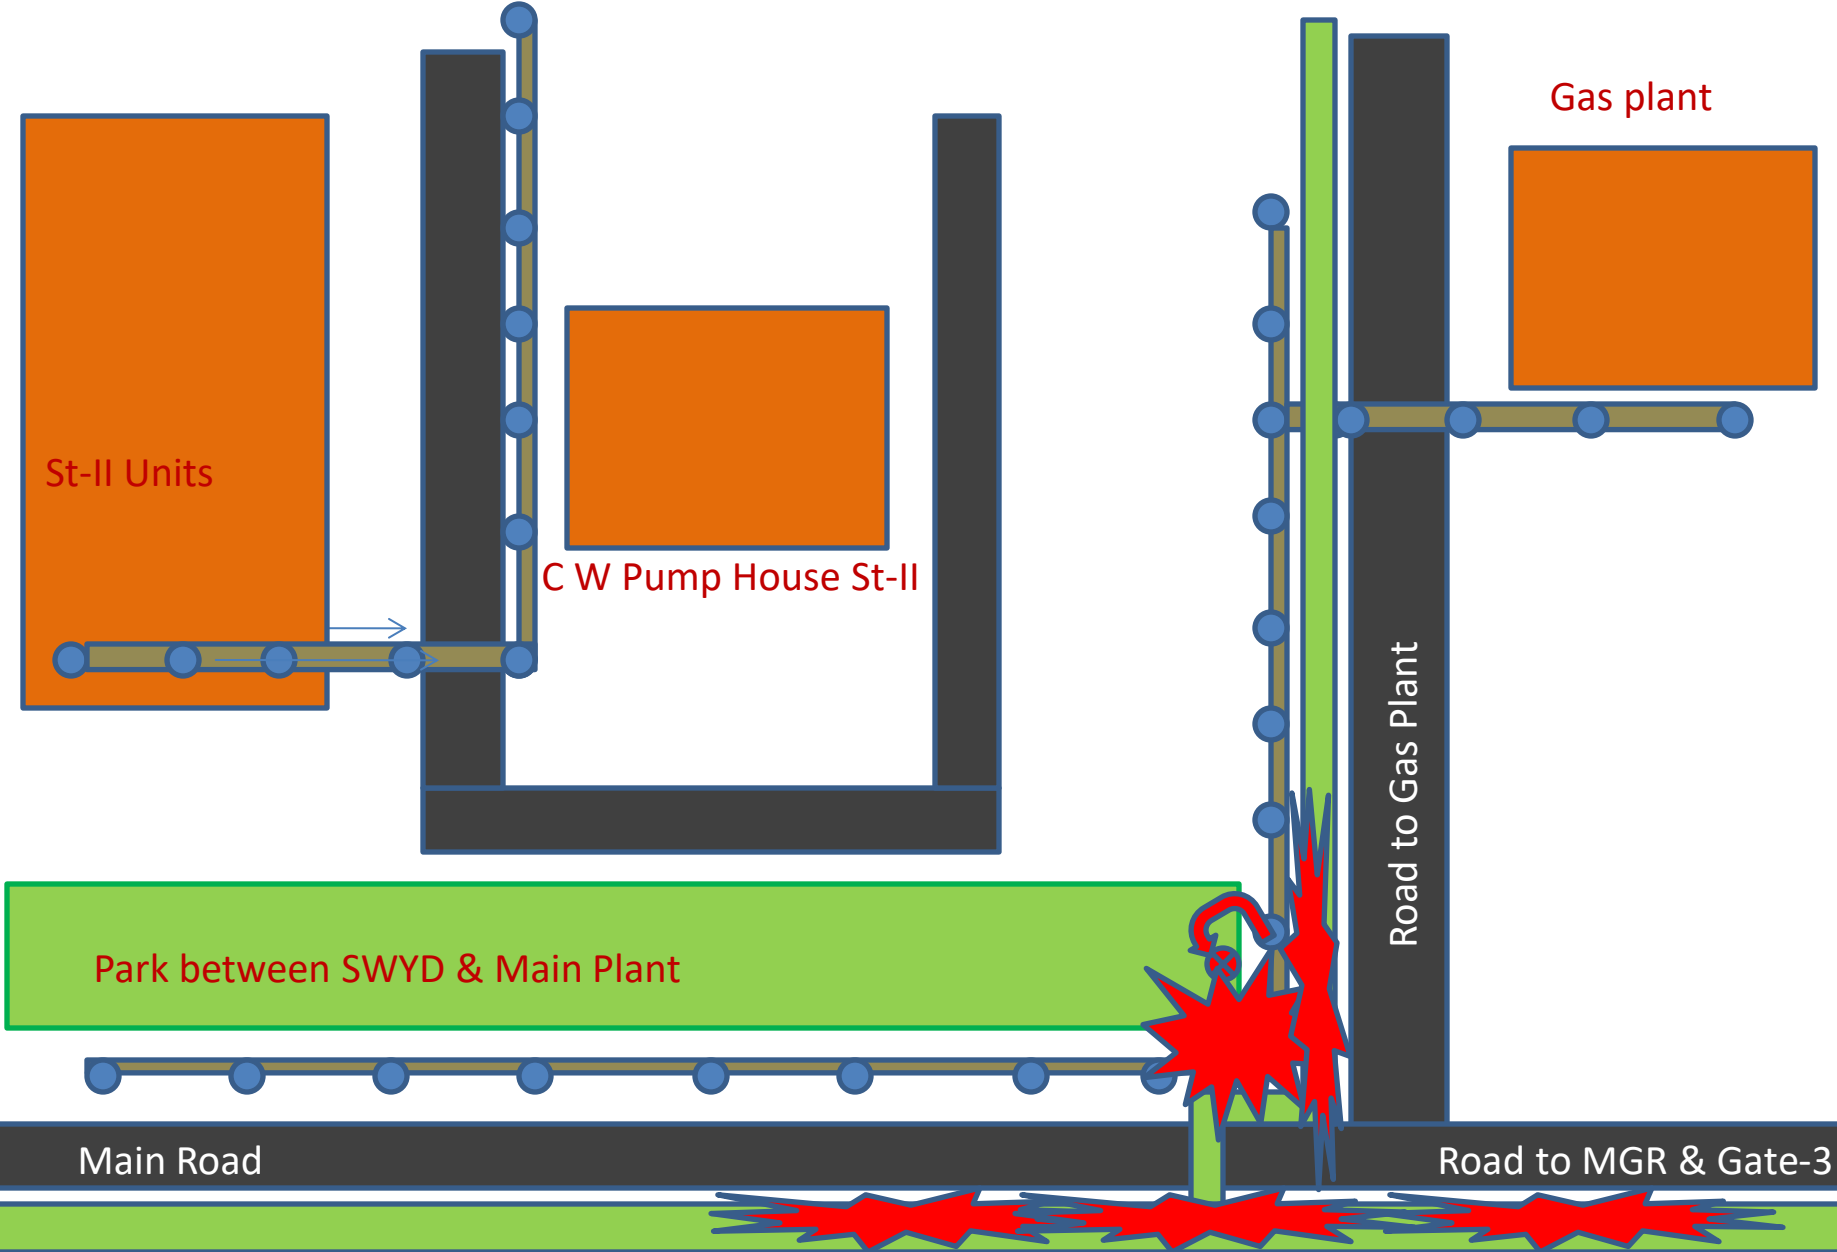 Gas plant
St-II Units
C W Pump House St-II
Road to Gas Plant
Park between SWYD & Main Plant
Main Road
Road to MGR & Gate-3